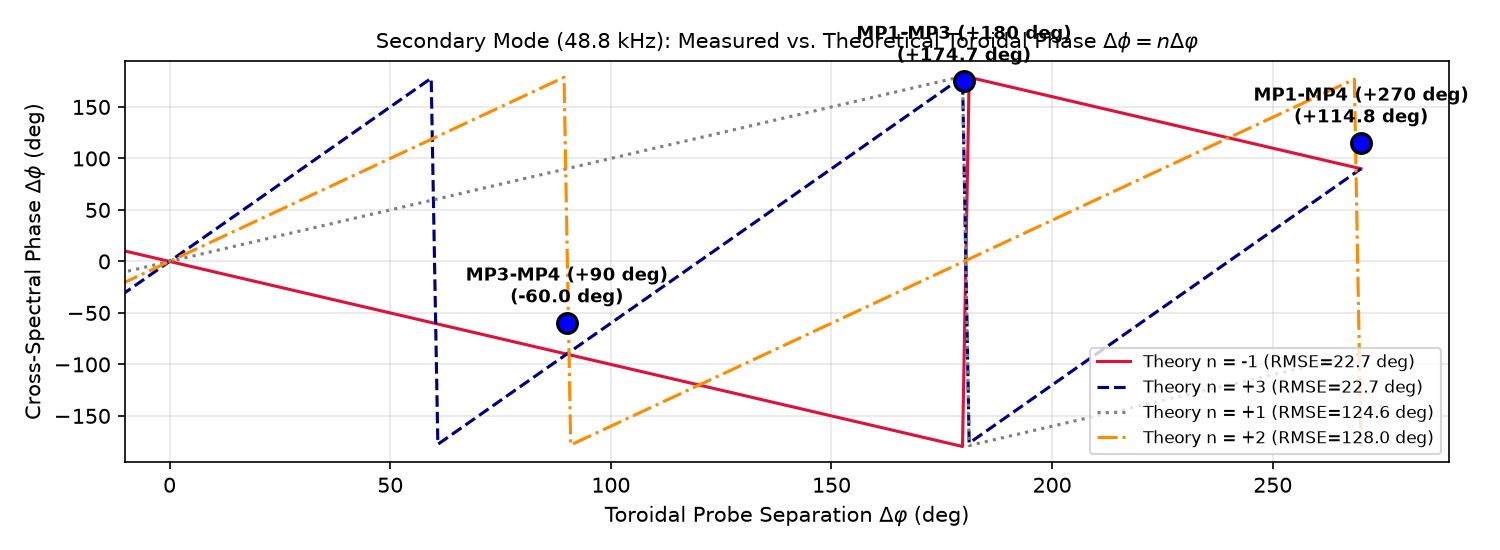 MP1-MP3 (+180 deg)
(+174.7 deg)
Secondary Mode (48.8 kHz): Measured vs. Theoretical Toroidal Phase Δϕ = nΔφ
MP1-MP4 (+270 deg)
(+114.8 deg)
MP3-MP4 (+90 deg)
(-60.0 deg)
Cross-Spectral Phase Δϕ (deg)
150
100
50
0
−50
−100
−150
Theory n = -1 (RMSE=22.7 deg)
Theory n = +3 (RMSE=22.7 deg)
Theory n = +1 (RMSE=124.6 deg)
Theory n = +2 (RMSE=128.0 deg)
0 50 100 150 200 250
Toroidal Probe Separation Δφ (deg)